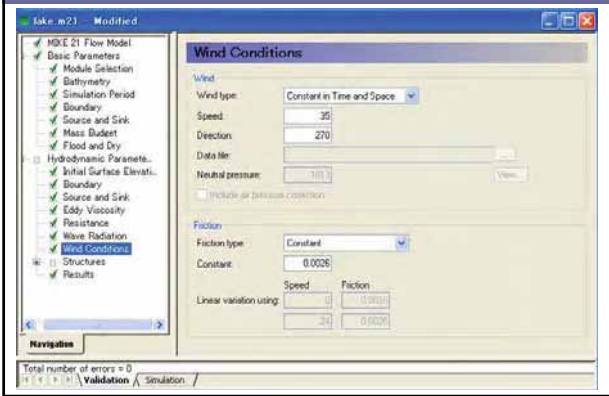 lake.m21 - Modified
MIKE 21 Flow Model
Basic Parameters
Module Selection
Bathymetry
Simulation Period
Boundary
Source and Sink
Mass Budget
Flood and Dry
Hydrodynamic Paramete..
Initial Surface Elevati..
Boundary
Source and Sink
Eddy Viscosity
Resistance
Wave Radiation
Wind Conditions
Structures
Results
Navigation
Wind Conditions
Wind
Wind type: Constant in Time and Space
Speed: 35
Direction: 270
Data file: ...
Neutral pressure: 1013 View...
Include air pressure correction
Friction
Friction type: Constant
Constant: 0.0026
Speed Friction
Linear variation using: 0 0.0016
24 0.0026
Total number of errors = 0
Validation Simulation